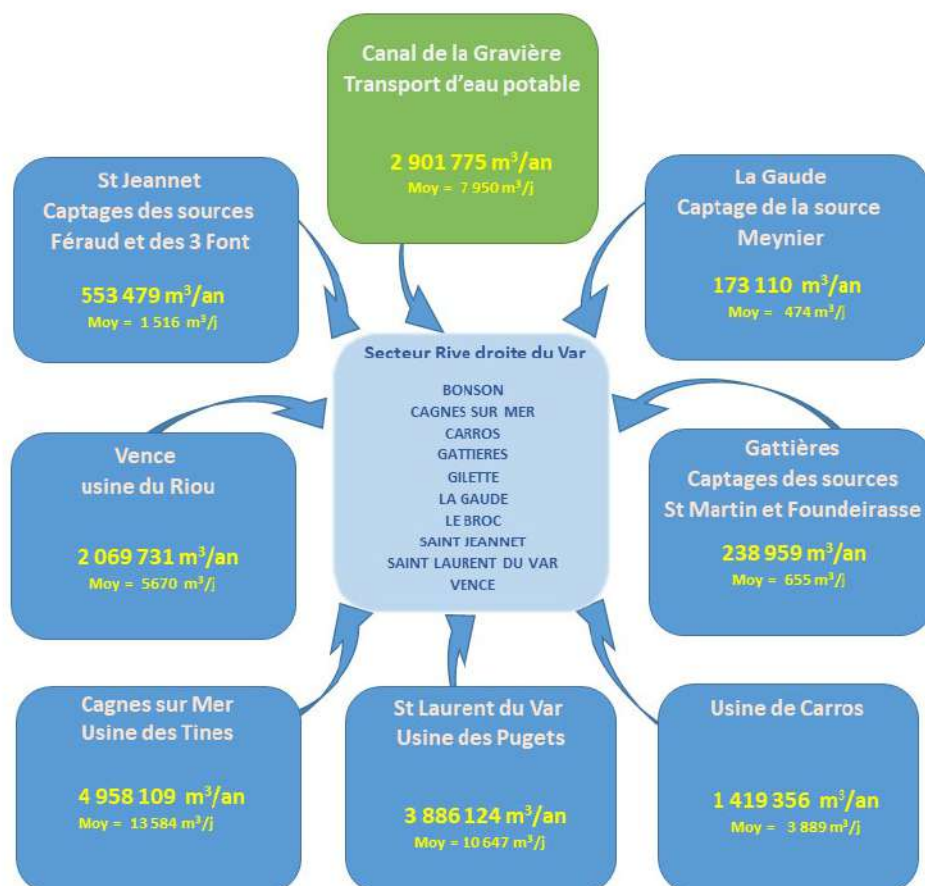 Canal de la Gravière
Transport d'eau potable
2 901 775 m³/an
Moy = 7 950 m³/j
St Jeannet
Captages des sources
Féraud et des 3 Font
553 479 m³/an
Moy = 1 516 m³/j
La Gaude
Captage de la source
Meynier
173 110 m³/an
Moy = 474 m³/j
Secteur Rive droite du Var
BONSON
CAGNES SUR MER
CARROS
GATTIERES
GILETTE
LA GAUDE
LE BROC
SAINT JEANNET
SAINT LAURENT DU VAR
VENCE
Vence
usine du Riou
2 069 731 m³/an
Moy = 5670 m³/j
Gattières
Captages des sources
St Martin et Foundeirasse
238 959 m³/an
Moy = 655 m³/j
Cagnes sur Mer
Usine des Tines
4 958 109 m³/an
Moy = 13 584 m³/j
St Laurent du Var
Usine des Pugets
3 886 124 m³/an
Moy = 10 647 m³/j
Usine de Carros
1 419 356 m³/an
Moy = 3 889 m³/j